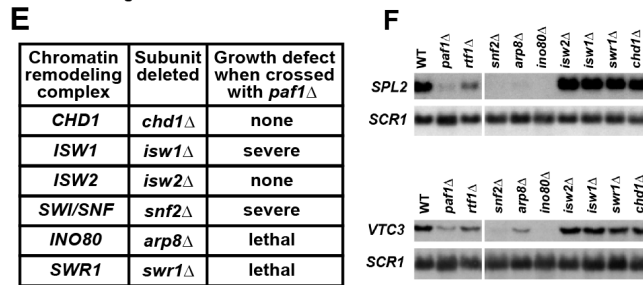 E
Chromatin remodeling complex Subunit deleted Growth defect when crossed with paf1Δ
CHD1 chd1Δ none
ISW1 isw1Δ severe
ISW2 isw2Δ none
SWI/SNF snf2Δ severe
INO80 arp8Δ lethal
SWR1 swr1Δ lethal
F
WT paf1Δ rtf1Δ snf2Δ arp8Δ ino80Δ isw2Δ isw1Δ swr1Δ chd1Δ
SPL2
SCR1
WT paf1Δ rtf1Δ snf2Δ arp8Δ ino80Δ isw2Δ isw1Δ swr1Δ chd1Δ
VTC3
SCR1